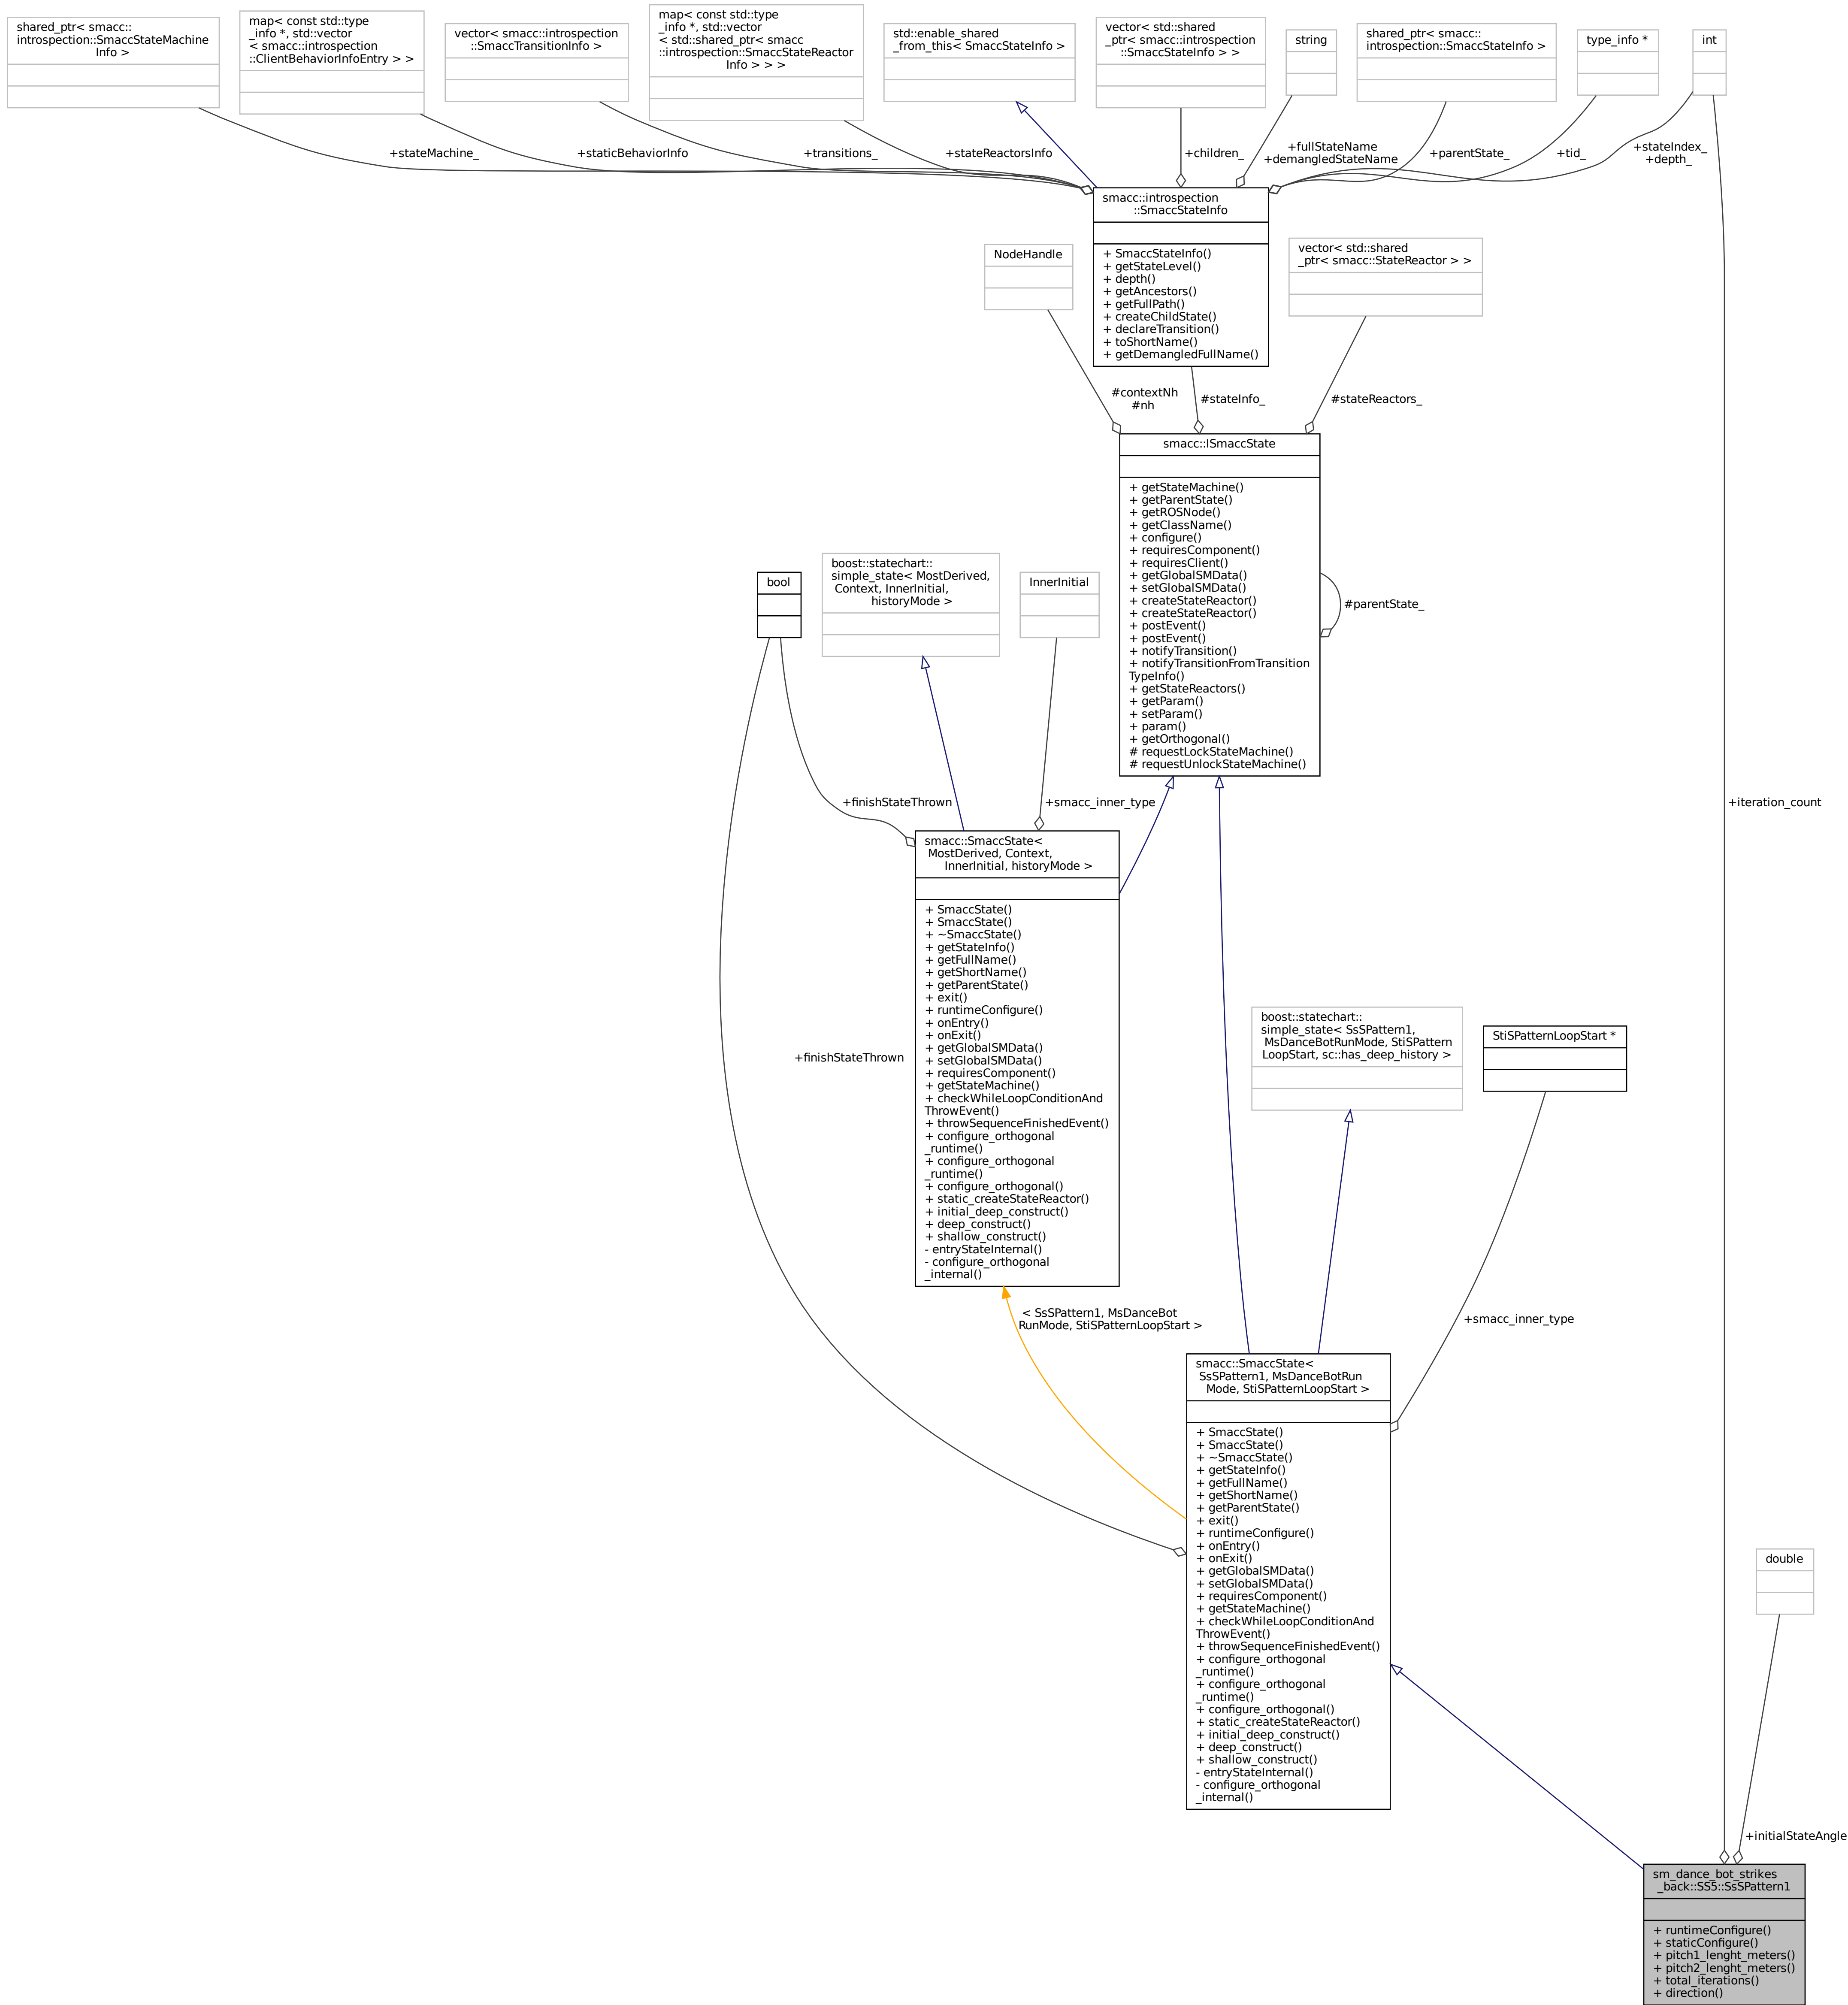 shared_ptr< smacc::
introspection::SmaccStateMachine
Info >
map< const std::type
_info *, std::vector
< smacc::introspection
::ClientBehaviorInfoEntry > >
vector< smacc::introspection
::SmaccTransitionInfo >
map< const std::type
_info *, std::vector
< std::shared_ptr< smacc
::introspection::SmaccStateReactor
Info > > >
std::enable_shared
_from_this< SmaccStateInfo >
vector< std::shared
_ptr< smacc::introspection
::SmaccStateInfo > >
string
shared_ptr< smacc::
introspection::SmaccStateInfo >
type_info *
int
+stateMachine_
+staticBehaviorInfo
+transitions_
+stateReactorsInfo
+children_
+fullStateName
+demangledStateName
+parentState_
+tid_
+stateIndex_
+depth_
smacc::introspection
::SmaccStateInfo
+ SmaccStateInfo()
+ getStateLevel()
+ depth()
+ getAncestors()
+ getFullPath()
+ createChildState()
+ declareTransition()
+ toShortName()
+ getDemangledFullName()
NodeHandle
vector< std::shared
_ptr< smacc::StateReactor > >
#contextNh
#nh
#stateInfo_
#stateReactors_
smacc::ISmaccState
+ getStateMachine()
+ getParentState()
+ getROSNode()
+ getClassName()
+ configure()
+ requiresComponent()
+ requiresClient()
+ getGlobalSMData()
+ setGlobalSMData()
+ createStateReactor()
+ createStateReactor()
+ postEvent()
+ postEvent()
+ notifyTransition()
+ notifyTransitionFromTransition
TypeInfo()
+ getStateReactors()
+ getParam()
+ setParam()
+ param()
+ getOrthogonal()
# requestLockStateMachine()
# requestUnlockStateMachine()
#parentState_
bool
boost::statechart::
simple_state< MostDerived,
Context, InnerInitial,
historyMode >
InnerInitial
+finishStateThrown
+smacc_inner_type
+iteration_count
smacc::SmaccState<
MostDerived, Context,
InnerInitial, historyMode >
+ SmaccState()
+ SmaccState()
+ ~SmaccState()
+ getStateInfo()
+ getFullName()
+ getShortName()
+ getParentState()
+ exit()
+ runtimeConfigure()
+ onEntry()
+ onExit()
+ getGlobalSMData()
+ setGlobalSMData()
+ requiresComponent()
+ getStateMachine()
+ checkWhileLoopConditionAnd
ThrowEvent()
+ throwSequenceFinishedEvent()
+ configure_orthogonal
_runtime()
+ configure_orthogonal
_runtime()
+ configure_orthogonal()
+ static_createStateReactor()
+ initial_deep_construct()
+ deep_construct()
+ shallow_construct()
- entryStateInternal()
- configure_orthogonal
_internal()
+finishStateThrown
boost::statechart::
simple_state< SsSPattern1,
MsDanceBotRunMode, StiSPattern
LoopStart, sc::has_deep_history >
StiSPatternLoopStart *
< SsSPattern1, MsDanceBot
RunMode, StiSPatternLoopStart >
+smacc_inner_type
smacc::SmaccState<
SsSPattern1, MsDanceBotRun
Mode, StiSPatternLoopStart >
+ SmaccState()
+ SmaccState()
+ ~SmaccState()
+ getStateInfo()
+ getFullName()
+ getShortName()
+ getParentState()
+ exit()
+ runtimeConfigure()
+ onEntry()
+ onExit()
+ getGlobalSMData()
+ setGlobalSMData()
+ requiresComponent()
+ getStateMachine()
+ checkWhileLoopConditionAnd
ThrowEvent()
+ throwSequenceFinishedEvent()
+ configure_orthogonal
_runtime()
+ configure_orthogonal
_runtime()
+ configure_orthogonal()
+ static_createStateReactor()
+ initial_deep_construct()
+ deep_construct()
+ shallow_construct()
- entryStateInternal()
- configure_orthogonal
_internal()
double
+initialStateAngle
sm_dance_bot_strikes
_back::SS5::SsSPattern1
+ runtimeConfigure()
+ staticConfigure()
+ pitch1_lenght_meters()
+ pitch2_lenght_meters()
+ total_iterations()
+ direction()